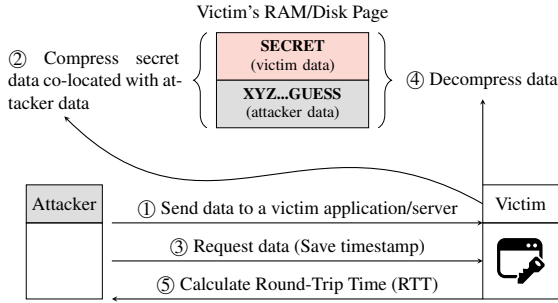 Victim's RAM/Disk Page
② Compress secret
data co-located with at-
tacker data
SECRET
(victim data)
XYZ...GUESS
(attacker data)
④ Decompress data
Attacker
Victim
① Send data to a victim application/server
③ Request data (Save timestamp)
⑤ Calculate Round-Trip Time (RTT)